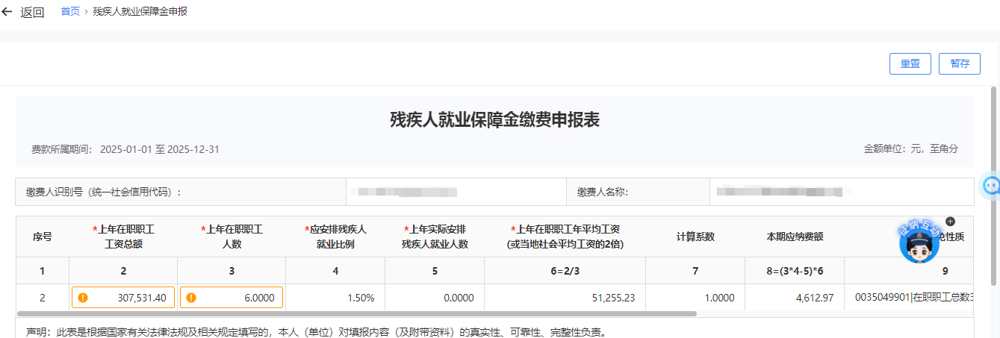 返回 首页 › 残疾人就业保障金申报
重置 暂存
残疾人就业保障金缴费申报表
费款所属期间: 2025-01-01 至 2025-12-31 金额单位：元，至角分
缴费人识别号（统一社会信用代码）: 缴费人名称:
序号 *上年在职职工工资总额 *上年在职职工人数 *应安排残疾人就业比例 *上年实际安排残疾人就业人数 *上年在职职工年平均工资(或当地社会平均工资的2倍) 计算系数 本期应纳费额 免性质
征纳互动
1 2 3 4 5 6=2/3 7 8=(3*4-5)*6 9
2 307,531.40 6.0000 1.50% 0.0000 51,255.23 1.0000 4,612.97 0035049901|在职职工总数3
声明：此表是根据国家有关法律法规及相关规定填写的，本人（单位）对填报内容（及附带资料）的真实性、可靠性、完整性负责。